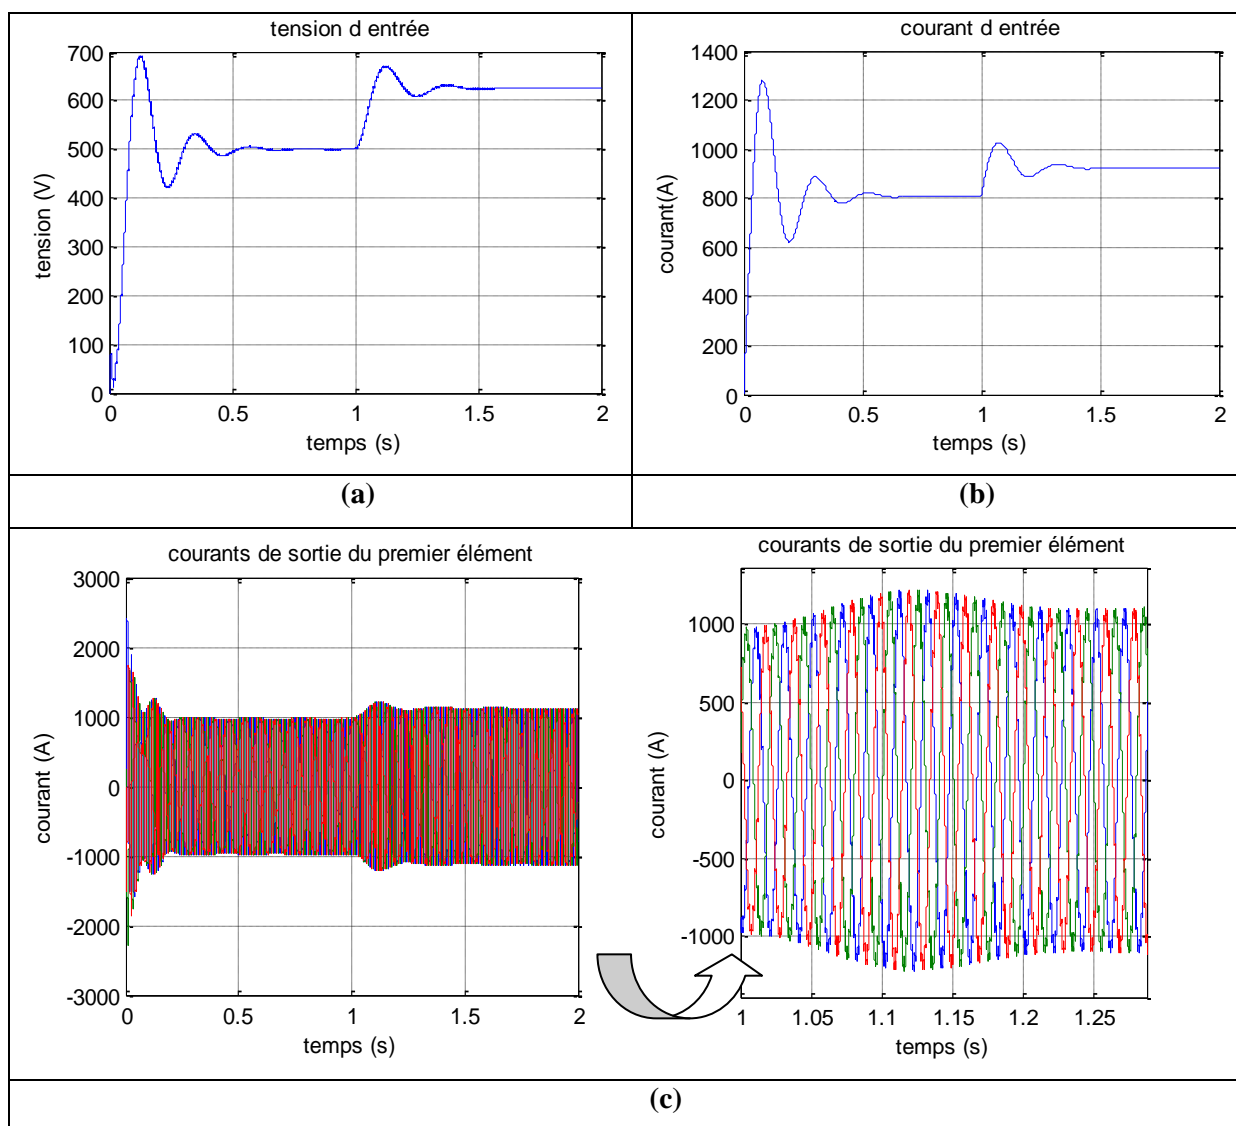 tension d entrée
700
600
500
400
300
200
100
0
tension (V)
0 0.5 1 1.5 2
temps (s)
courant d entrée
1400
1200
1000
800
600
400
200
0
courant(A)
0 0.5 1 1.5 2
temps (s)
(a)
(b)
courants de sortie du premier élément
3000
2000
1000
0
-1000
-2000
-3000
courant (A)
0 0.5 1 1.5 2
temps (s)
courants de sortie du premier élément
1000
500
0
-500
-1000
courant (A)
1 1.05 1.1 1.15 1.2 1.25
temps (s)
(c)